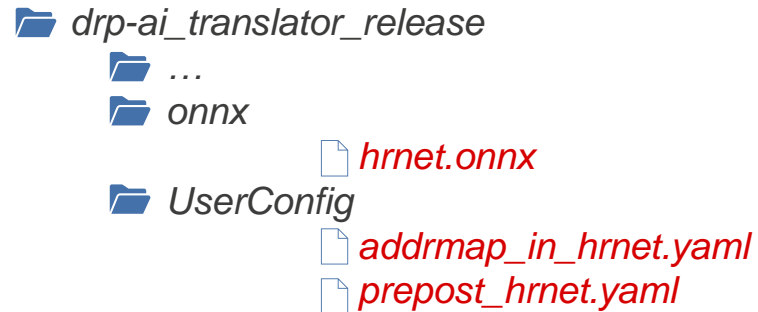 drp-ai_translator_release
…
onnx
hrnet.onnx
UserConfig
addrmap_in_hrnet.yaml
prepost_hrnet.yaml